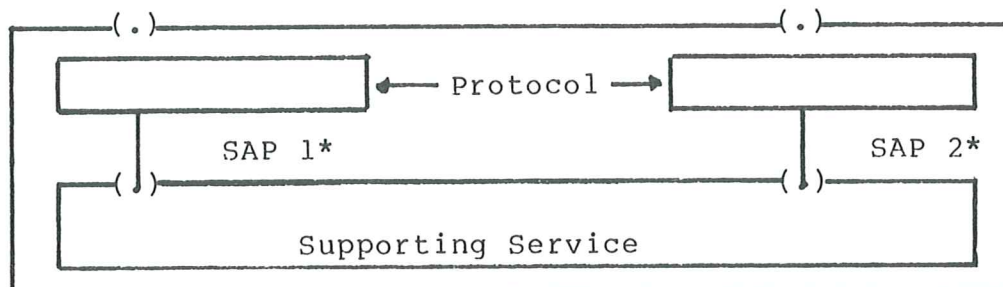 (.) (.)
Protocol
SAP 1* SAP 2*
(.) (.)
Supporting Service